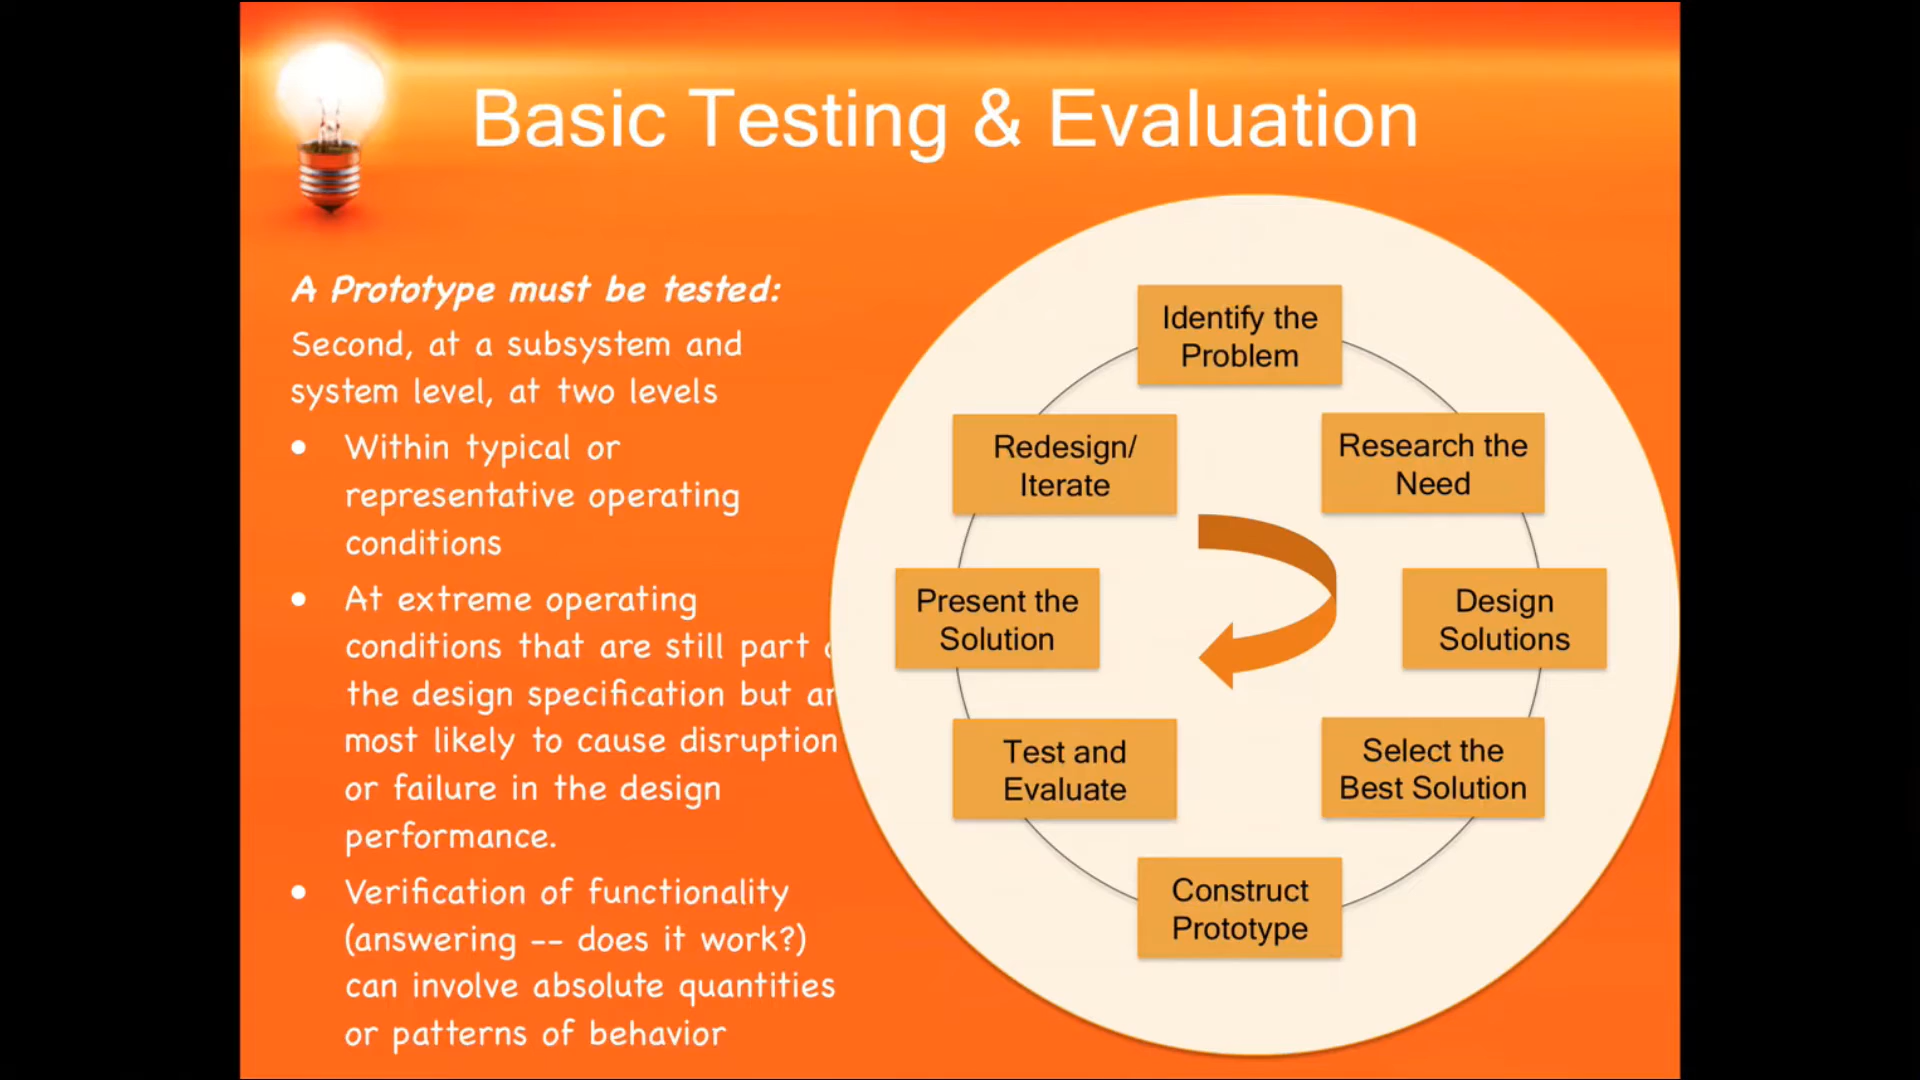 Basic Testing & Evaluation
A Prototype must be tested:
Second, at a subsystem and
system level, at two levels
• Within typical or
representative operating
conditions
• At extreme operating
conditions that are still part
the design specification but
most likely to cause disruption
or failure in the design
performance.
• Verification of functionality
(answering -- does it work?)
can involve absolute quantities
or patterns of behavior
Identify the
Problem
Research the
Need
Design
Solutions
Select the
Best Solution
Construct
Prototype
Test and
Evaluate
Present the
Solution
Redesign/
Iterate